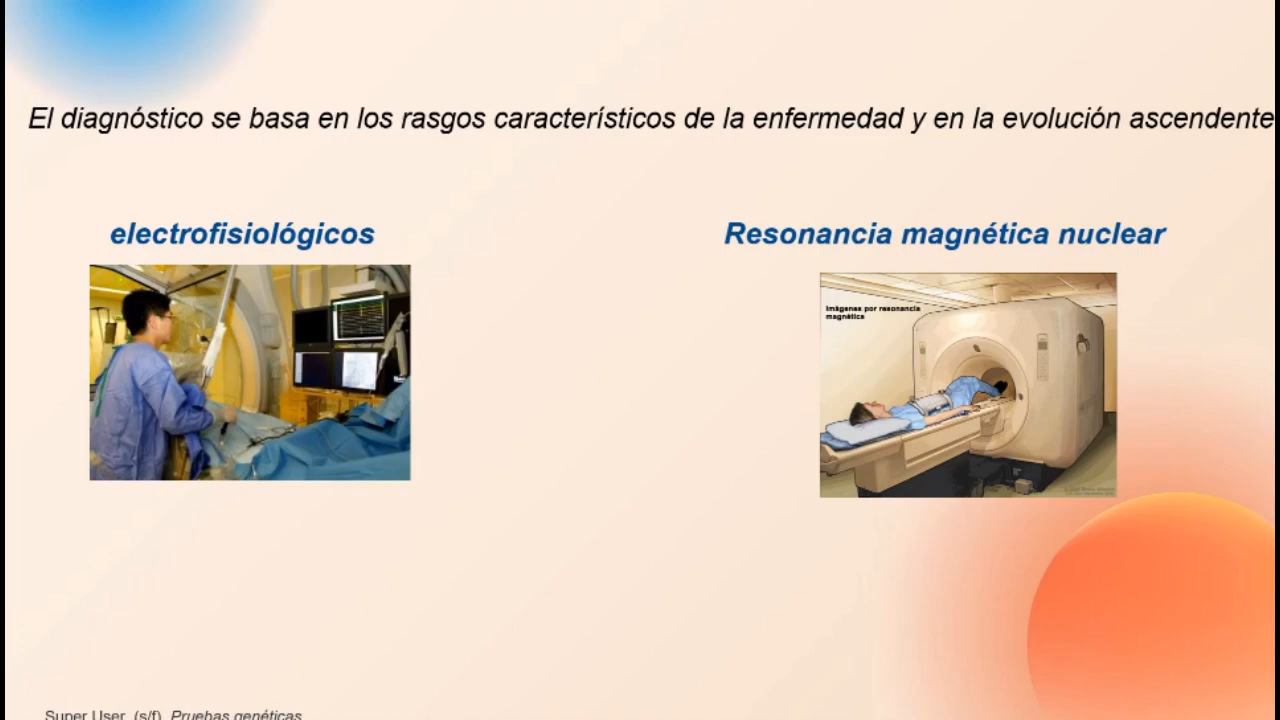 El diagnóstico se basa en los rasgos característicos de la enfermedad y en la evolución ascendente
electrofisiológicos
Resonancia magnética nuclear
Imágenes por resonancia
magnética
Super User. (s/f). Pruebas genéticas